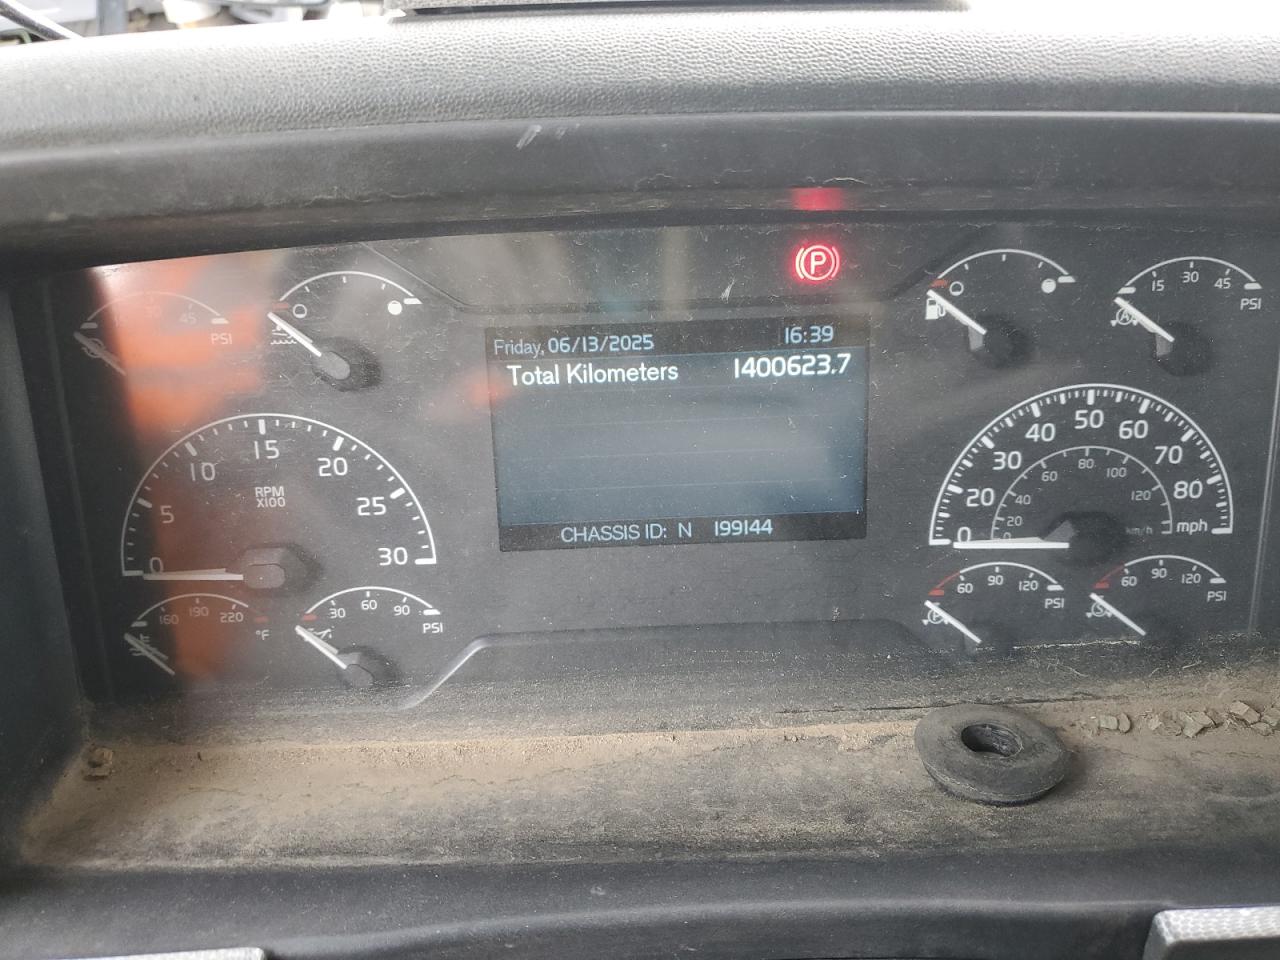 Friday, 06/13/2025 16:39
Total Kilometers 1400623.7
CHASSIS ID: N 199144
P
30 45
PSI
0 5 10 15 20 25 30
RPM
X100
160 190 220
°F
30 60 90
PSI
15 30 45
PSI
(A)
0 20 30 40 50 60 70 80
mph
0 20 40 60 80 100 120
km/h
60 90 120
PSI
P
60 90 120
PSI
S